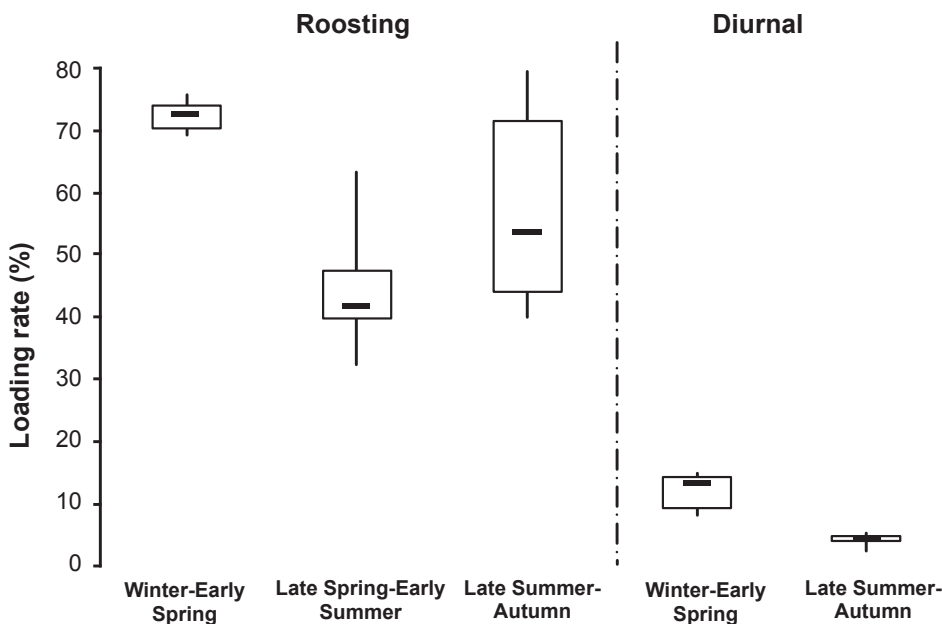 Roosting
Diurnal
Loading rate (%)
80
70
60
50
40
30
20
10
0
Winter-Early
Spring
Late Spring-Early
Summer
Late Summer-
Autumn
Winter-Early
Spring
Late Summer-
Autumn